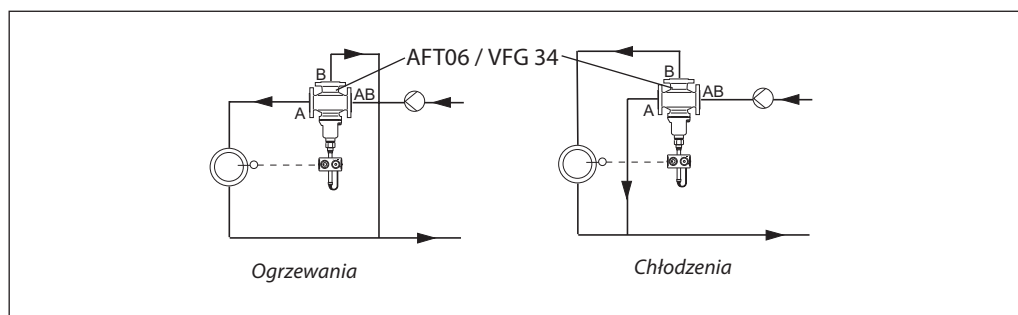 AFT06 / VFG 34
B
AB
A
B
AB
A
Ogrzewania
Chłodzenia